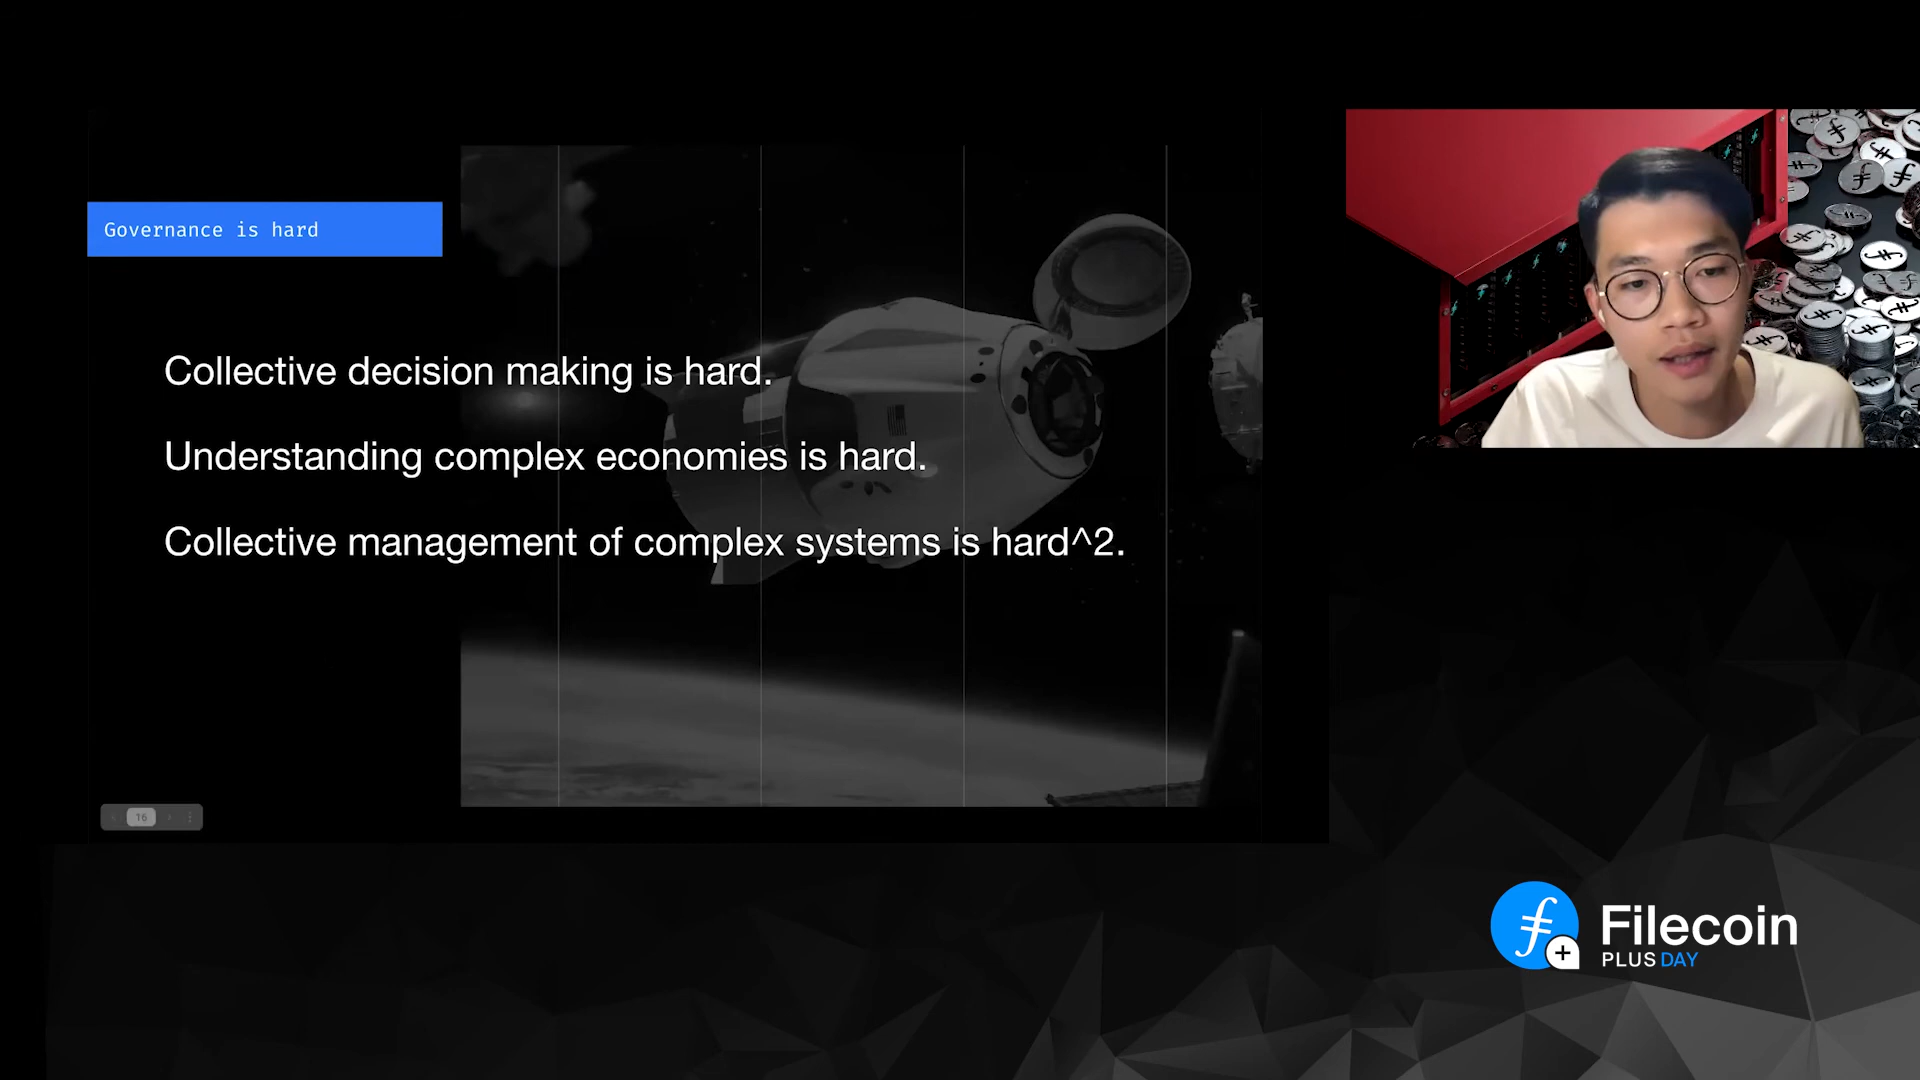 Governance is hard
Collective decision making is hard.
Understanding complex economies is hard.
Collective management of complex systems is hard^2.
16
Filecoin
PLUS DAY